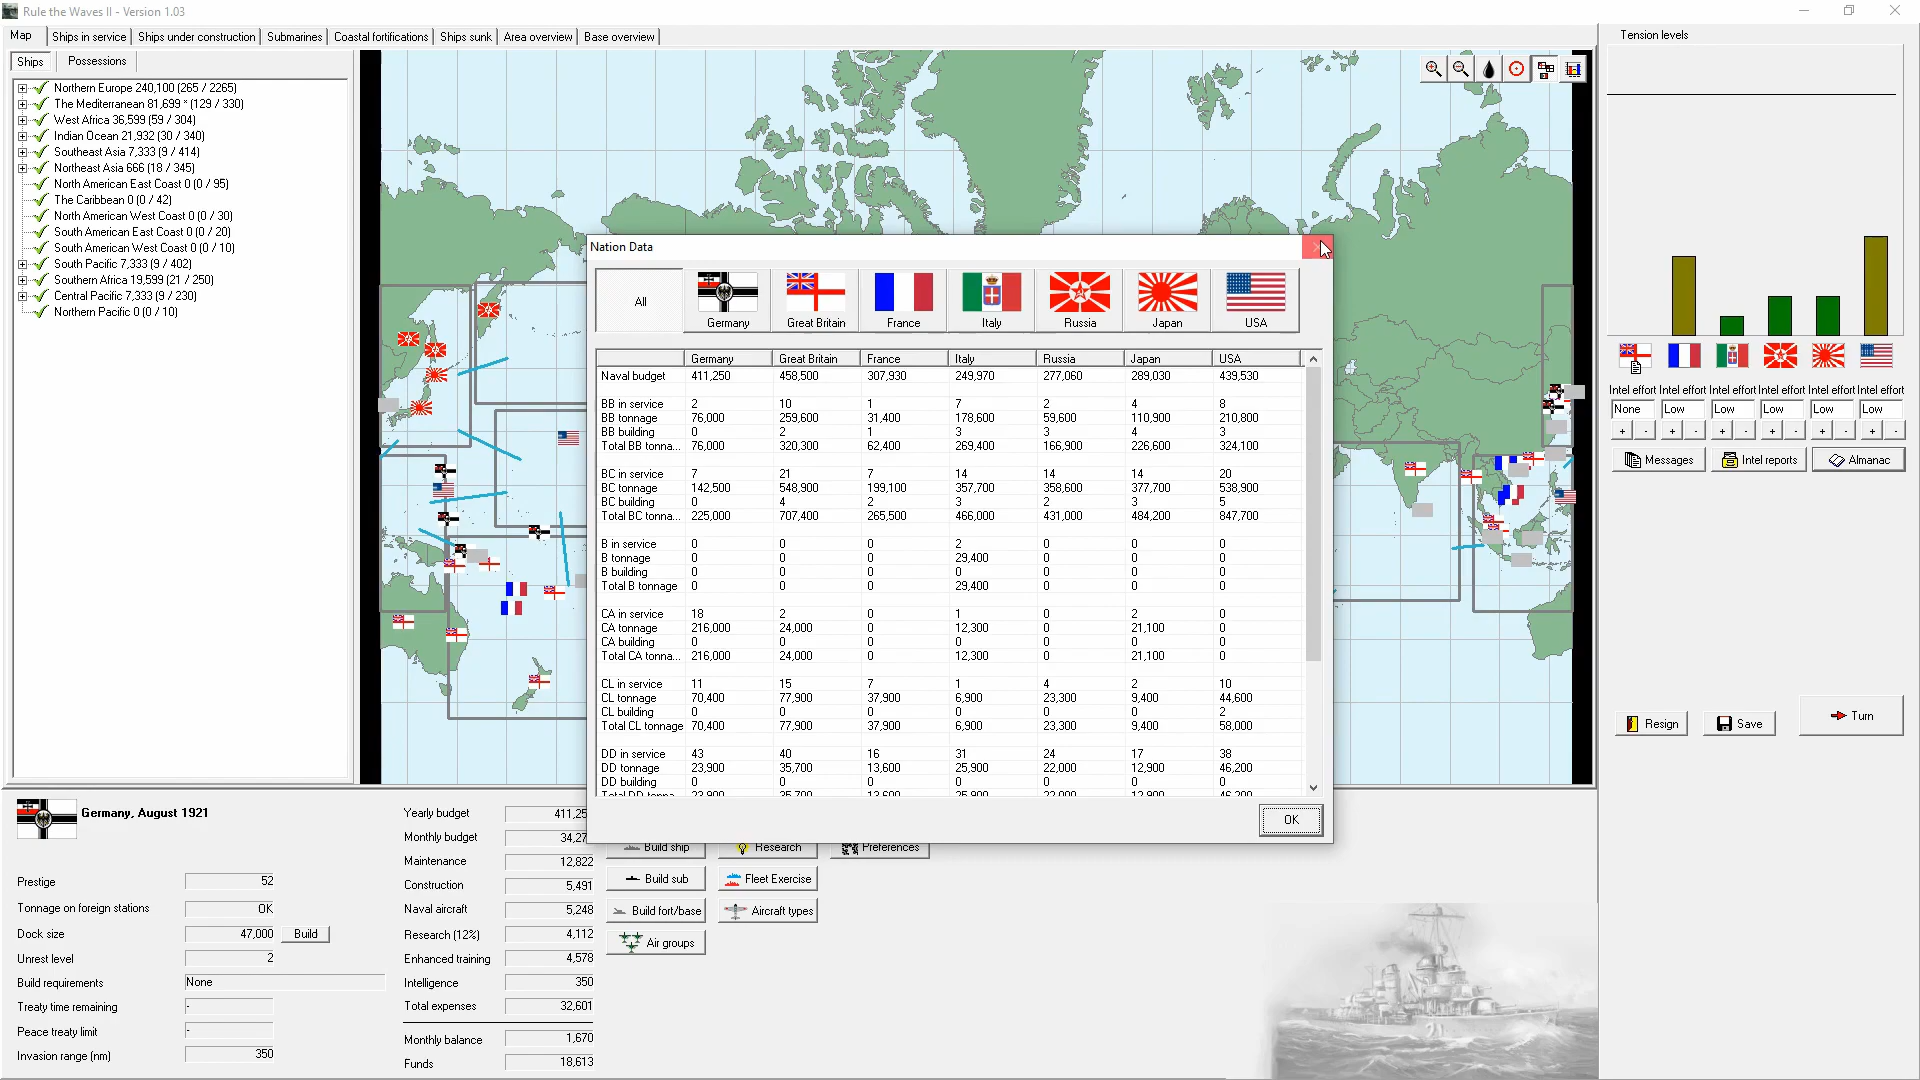 Rule the Waves II - Version 1.03
Map
Ships in service
Ships under construction
Submarines
Coastal fortifications
Ships sunk
Area overview
Base overview
Ships
Possessions
Northern Europe 240,100 (265 / 2265)
The Mediterranean 81,699 * (129 / 330)
West Africa 36,599 (59 / 304)
Indian Ocean 21,932 (30 / 340)
Southeast Asia 7,333 (9 / 414)
Northeast Asia 666 (18 / 345)
North American East Coast 0 (0 / 95)
The Caribbean 0 (0 / 42)
North American West Coast 0 (0 / 30)
South American East Coast 0 (0 / 20)
South American West Coast 0 (0 / 10)
South Pacific 7,333 (9 / 402)
Southern Africa 19,599 (21 / 250)
Central Pacific 7,333 (9 / 230)
Northern Pacific 0 (0 / 10)
Nation Data
All
Germany
Great Britain
France
Italy
Russia
Japan
USA
Germany Great Britain France Italy Russia Japan USA
Naval budget 411,250 458,500 307,930 249,970 277,060 289,030 439,530
BB in service 2 10 1 7 2 4 8
BB tonnage 76,000 259,600 31,400 178,600 59,600 110,900 210,800
BB building 0 2 1 3 3 4 3
Total BB tonna... 76,000 320,300 62,400 269,400 166,900 226,600 324,100
BC in service 7 21 7 14 14 14 20
BC tonnage 142,500 548,900 199,100 357,700 358,600 377,700 538,900
BC building 0 4 2 3 2 3 5
Total BC tonna... 225,000 707,400 265,500 466,000 431,000 484,200 847,700
B in service 0 0 0 2 0 0 0
B tonnage 0 0 0 29,400 0 0 0
B building 0 0 0 0 0 0 0
Total B tonnage 0 0 0 29,400 0 0 0
CA in service 18 2 0 1 0 2 0
CA tonnage 216,000 24,000 0 12,300 0 21,100 0
CA building 0 0 0 0 0 0 0
Total CA tonna... 216,000 24,000 0 12,300 0 21,100 0
CL in service 11 15 7 1 4 2 10
CL tonnage 70,400 77,900 37,900 6,900 23,300 9,400 44,600
CL building 0 0 0 0 0 0 2
Total CL tonnage 70,400 77,900 37,900 6,900 23,300 9,400 58,000
DD in service 43 40 16 31 24 17 38
DD tonnage 23,900 35,700 13,600 25,900 22,000 12,900 46,200
DD building 0 0 0 0 0 0 0
Total DD tonna... 23,900 35,700 13,600 25,900 22,000 12,900 46,200
OK
Tension levels
Intel effort Intel effort Intel effort Intel effort Intel effort Intel effort
None Low Low Low Low Low
+ - + - + - + - + - + -
Messages
Intel reports
Almanac
Resign
Save
Turn
Germany, August 1921
Prestige 52
Tonnage on foreign stations OK
Dock size 47,000 Build
Unrest level 2
Build requirements None
Treaty time remaining -
Peace treaty limit -
Invasion range (nm) 350
Yearly budget 411,25
Monthly budget 34,27
Maintenance 12,822
Construction 5,491
Naval aircraft 5,248
Research (12%) 4,112
Enhanced training 4,578
Intelligence 350
Total expenses 32,601
Monthly balance 1,670
Funds 18,613
Build ship
Research
Preferences
Build sub
Fleet Exercise
Build fort/base
Aircraft types
Air groups